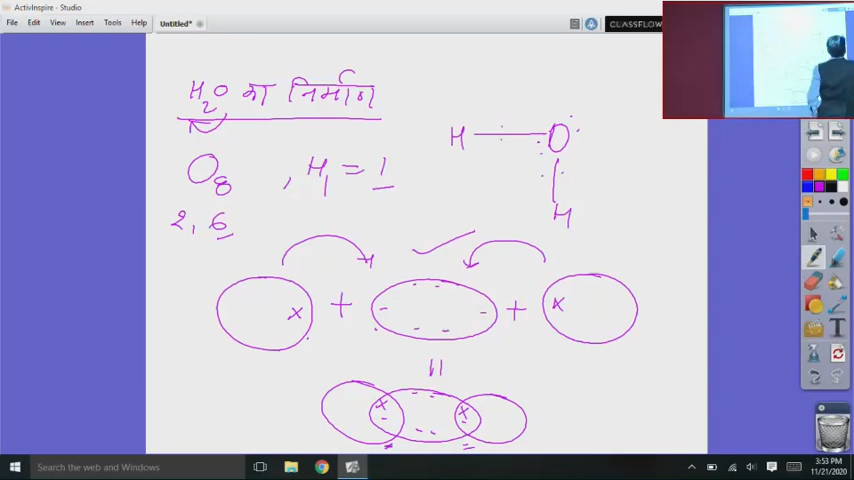 ActivInspire - Studio
File Edit View Insert Tools Help
Untitled*
CLASSFLOW
H2O का निर्माण
O8 , H1 = 1
2, 6
H O
H
x + + x
=
x x
Search the web and Windows
3:53 PM
11/21/2020